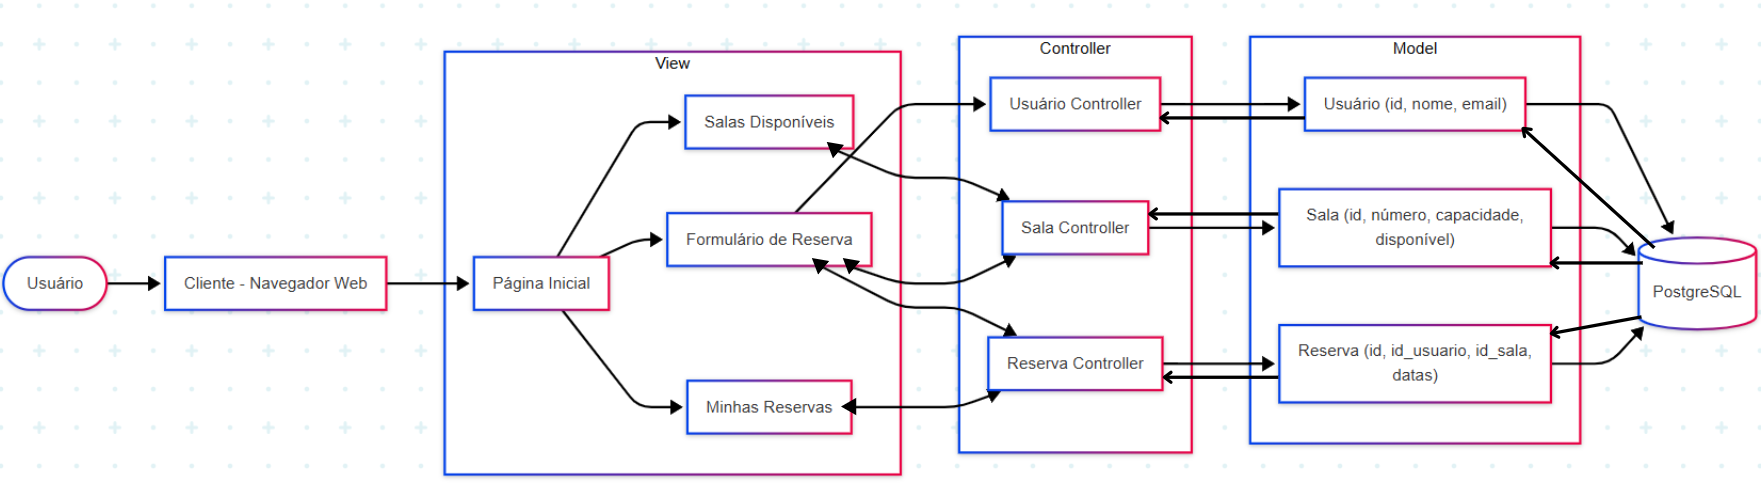 Usuário
Cliente - Navegador Web
View
Página Inicial
Salas Disponíveis
Formulário de Reserva
Minhas Reservas
Controller
Usuário Controller
Sala Controller
Reserva Controller
Model
Usuário (id, nome, email)
Sala (id, número, capacidade,
disponível)
Reserva (id, id_usuario, id_sala,
datas)
PostgreSQL